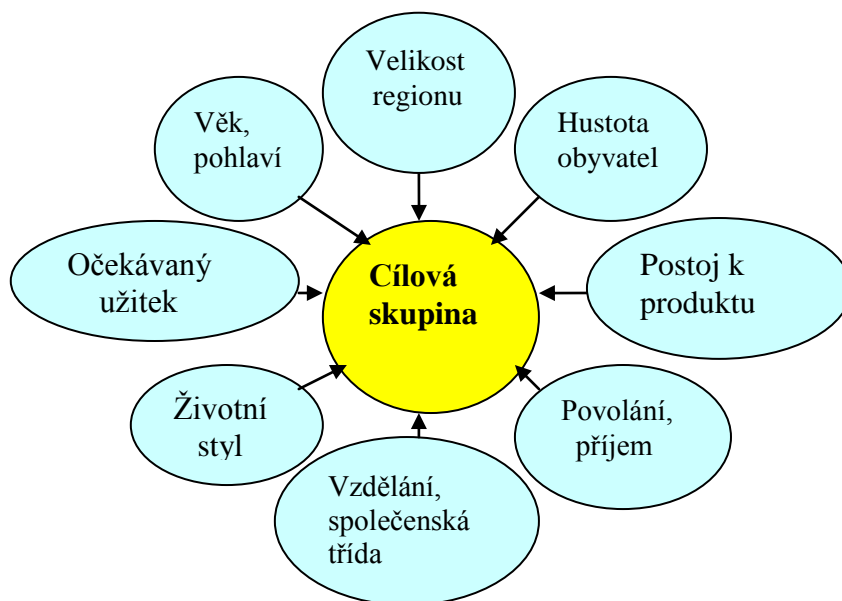 Velikost
regionu
Věk,
pohlaví
Hustota
obyvatel
Očekávaný
užitek
Cílová
skupina
Postoj k
produktu
Životní
styl
Povolání,
příjem
Vzdělání,
společenská
třída